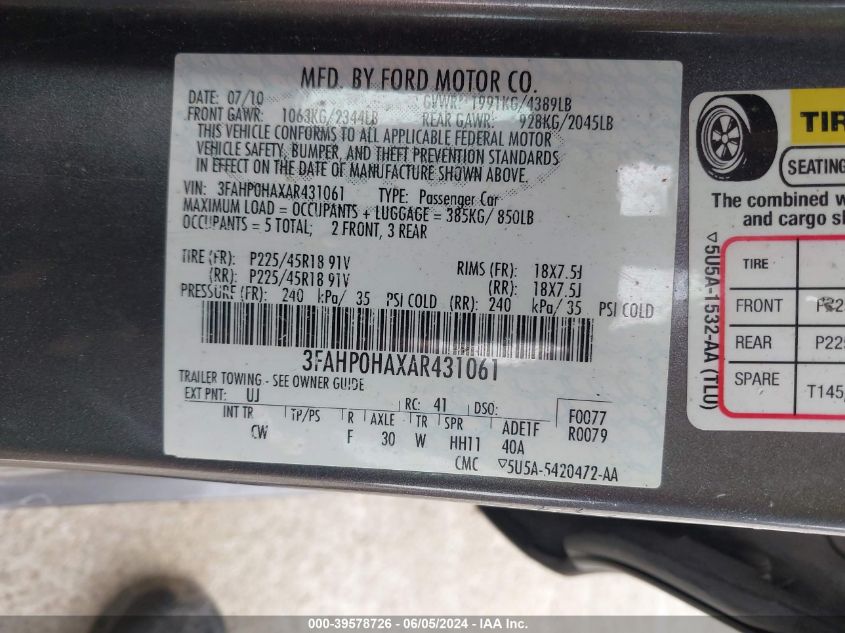 MFD. BY FORD MOTOR CO.
DATE: 07/10 GVWR: 1991KG/4389LB
FRONT GAWR: 1063KG/2344LB REAR GAWR: 928KG/2045LB
THIS VEHICLE CONFORMS TO ALL APPLICABLE FEDERAL MOTOR
VEHICLE SAFETY, BUMPER, AND THEFT PREVENTION STANDARDS
IN EFFECT ON THE DATE OF MANUFACTURE SHOWN ABOVE.
VIN: 3FAHP0HAXAR431061 TYPE: Passenger Car
MAXIMUM LOAD = OCCUPANTS + LUGGAGE = 385KG/ 850LB
OCCUPANTS = 5 TOTAL; 2 FRONT, 3 REAR
TIRE (FR): P225/45R18 91V RIMS (FR): 18X7.5J
(RR): P225/45R18 91V (RR): 18X7.5J
PRESSURE (FR): 240 kPa/ 35 PSI COLD (RR): 240 kPa/ 35 PSI COLD
3FAHP0HAXAR431061
TRAILER TOWING - SEE OWNER GUIDE
EXT PNT: UJ RC: 41 DSO: F0077
INT TR TP/PS R AXLE TR SPR ADE1F R0079
CW F 30 W HH11 40A
CMC ▽5U5A-5420472-AA
TIR
SEATING
The combined w
and cargo sh
TIRE
FRONT P225
REAR P225
SPARE T145
▽5U5A-1532-AA (TLU)
000-39578726 - 06/05/2024 - IAA Inc.